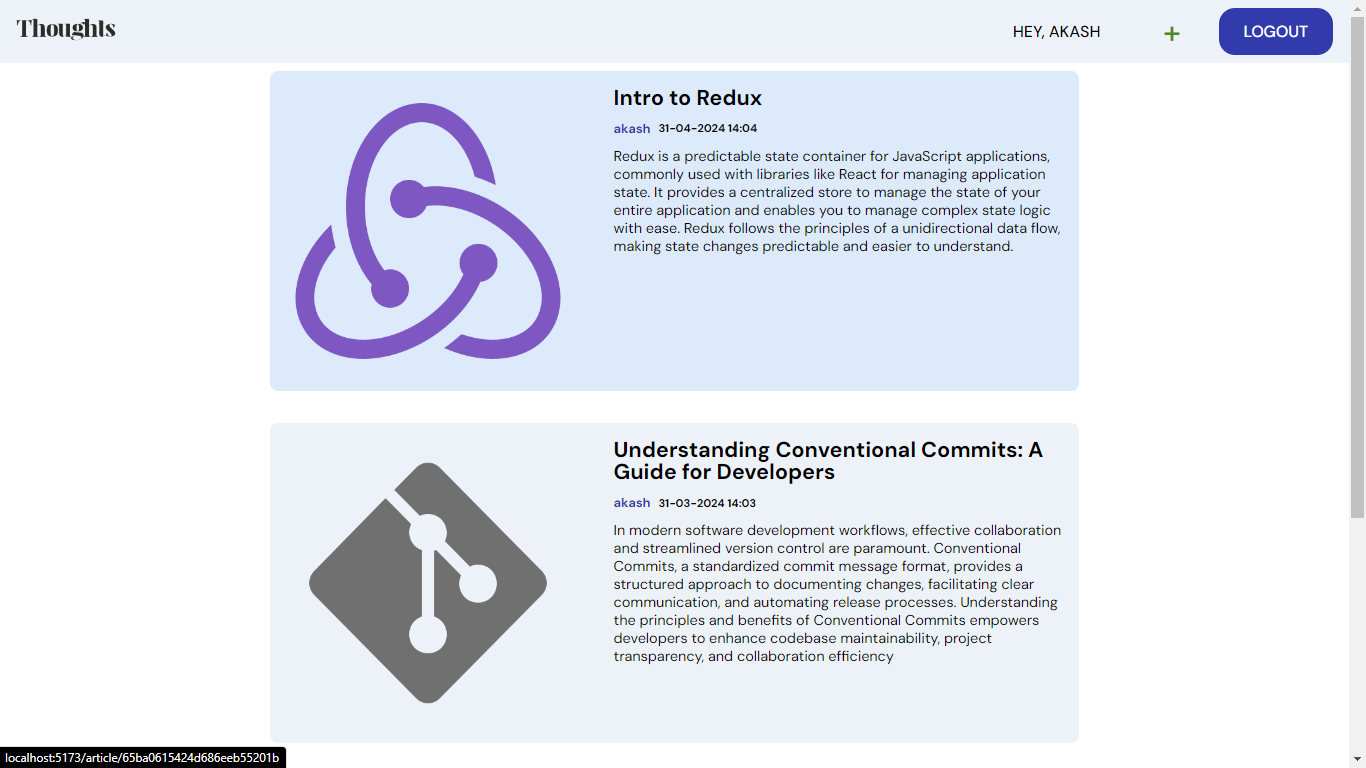 Thoughts
HEY, AKASH
+
LOGOUT
Intro to Redux
akash 31-04-2024 14:04
Redux is a predictable state container for JavaScript applications,
commonly used with libraries like React for managing application
state. It provides a centralized store to manage the state of your
entire application and enables you to manage complex state logic
with ease. Redux follows the principles of a unidirectional data flow,
making state changes predictable and easier to understand.
Understanding Conventional Commits: A
Guide for Developers
akash 31-03-2024 14:03
In modern software development workflows, effective collaboration
and streamlined version control are paramount. Conventional
Commits, a standardized commit message format, provides a
structured approach to documenting changes, facilitating clear
communication, and automating release processes. Understanding
the principles and benefits of Conventional Commits empowers
developers to enhance codebase maintainability, project
transparency, and collaboration efficiency
localhost:5173/article/65ba0615424d686eeb55201b